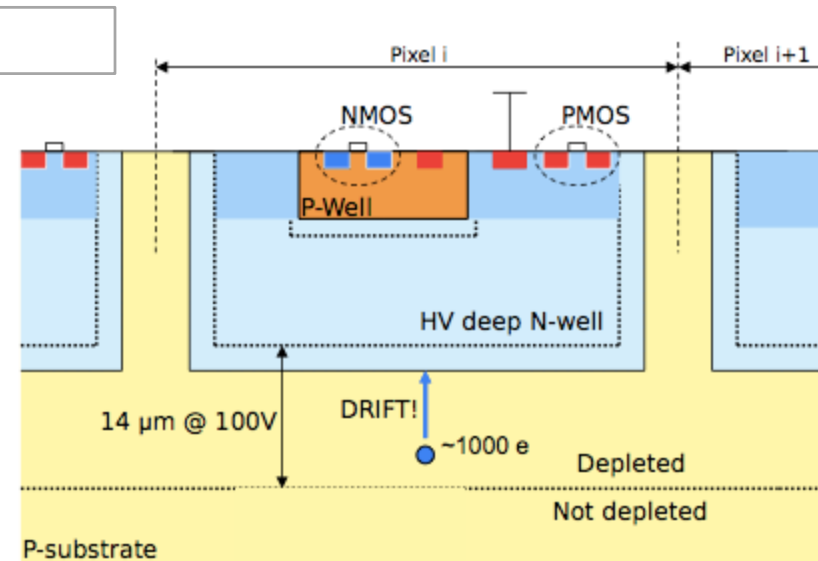 Pixel i
Pixel i+1
NMOS
PMOS
P-Well
HV deep N-well
14 µm @ 100V
DRIFT!
~1000 e
Depleted
Not depleted
P-substrate